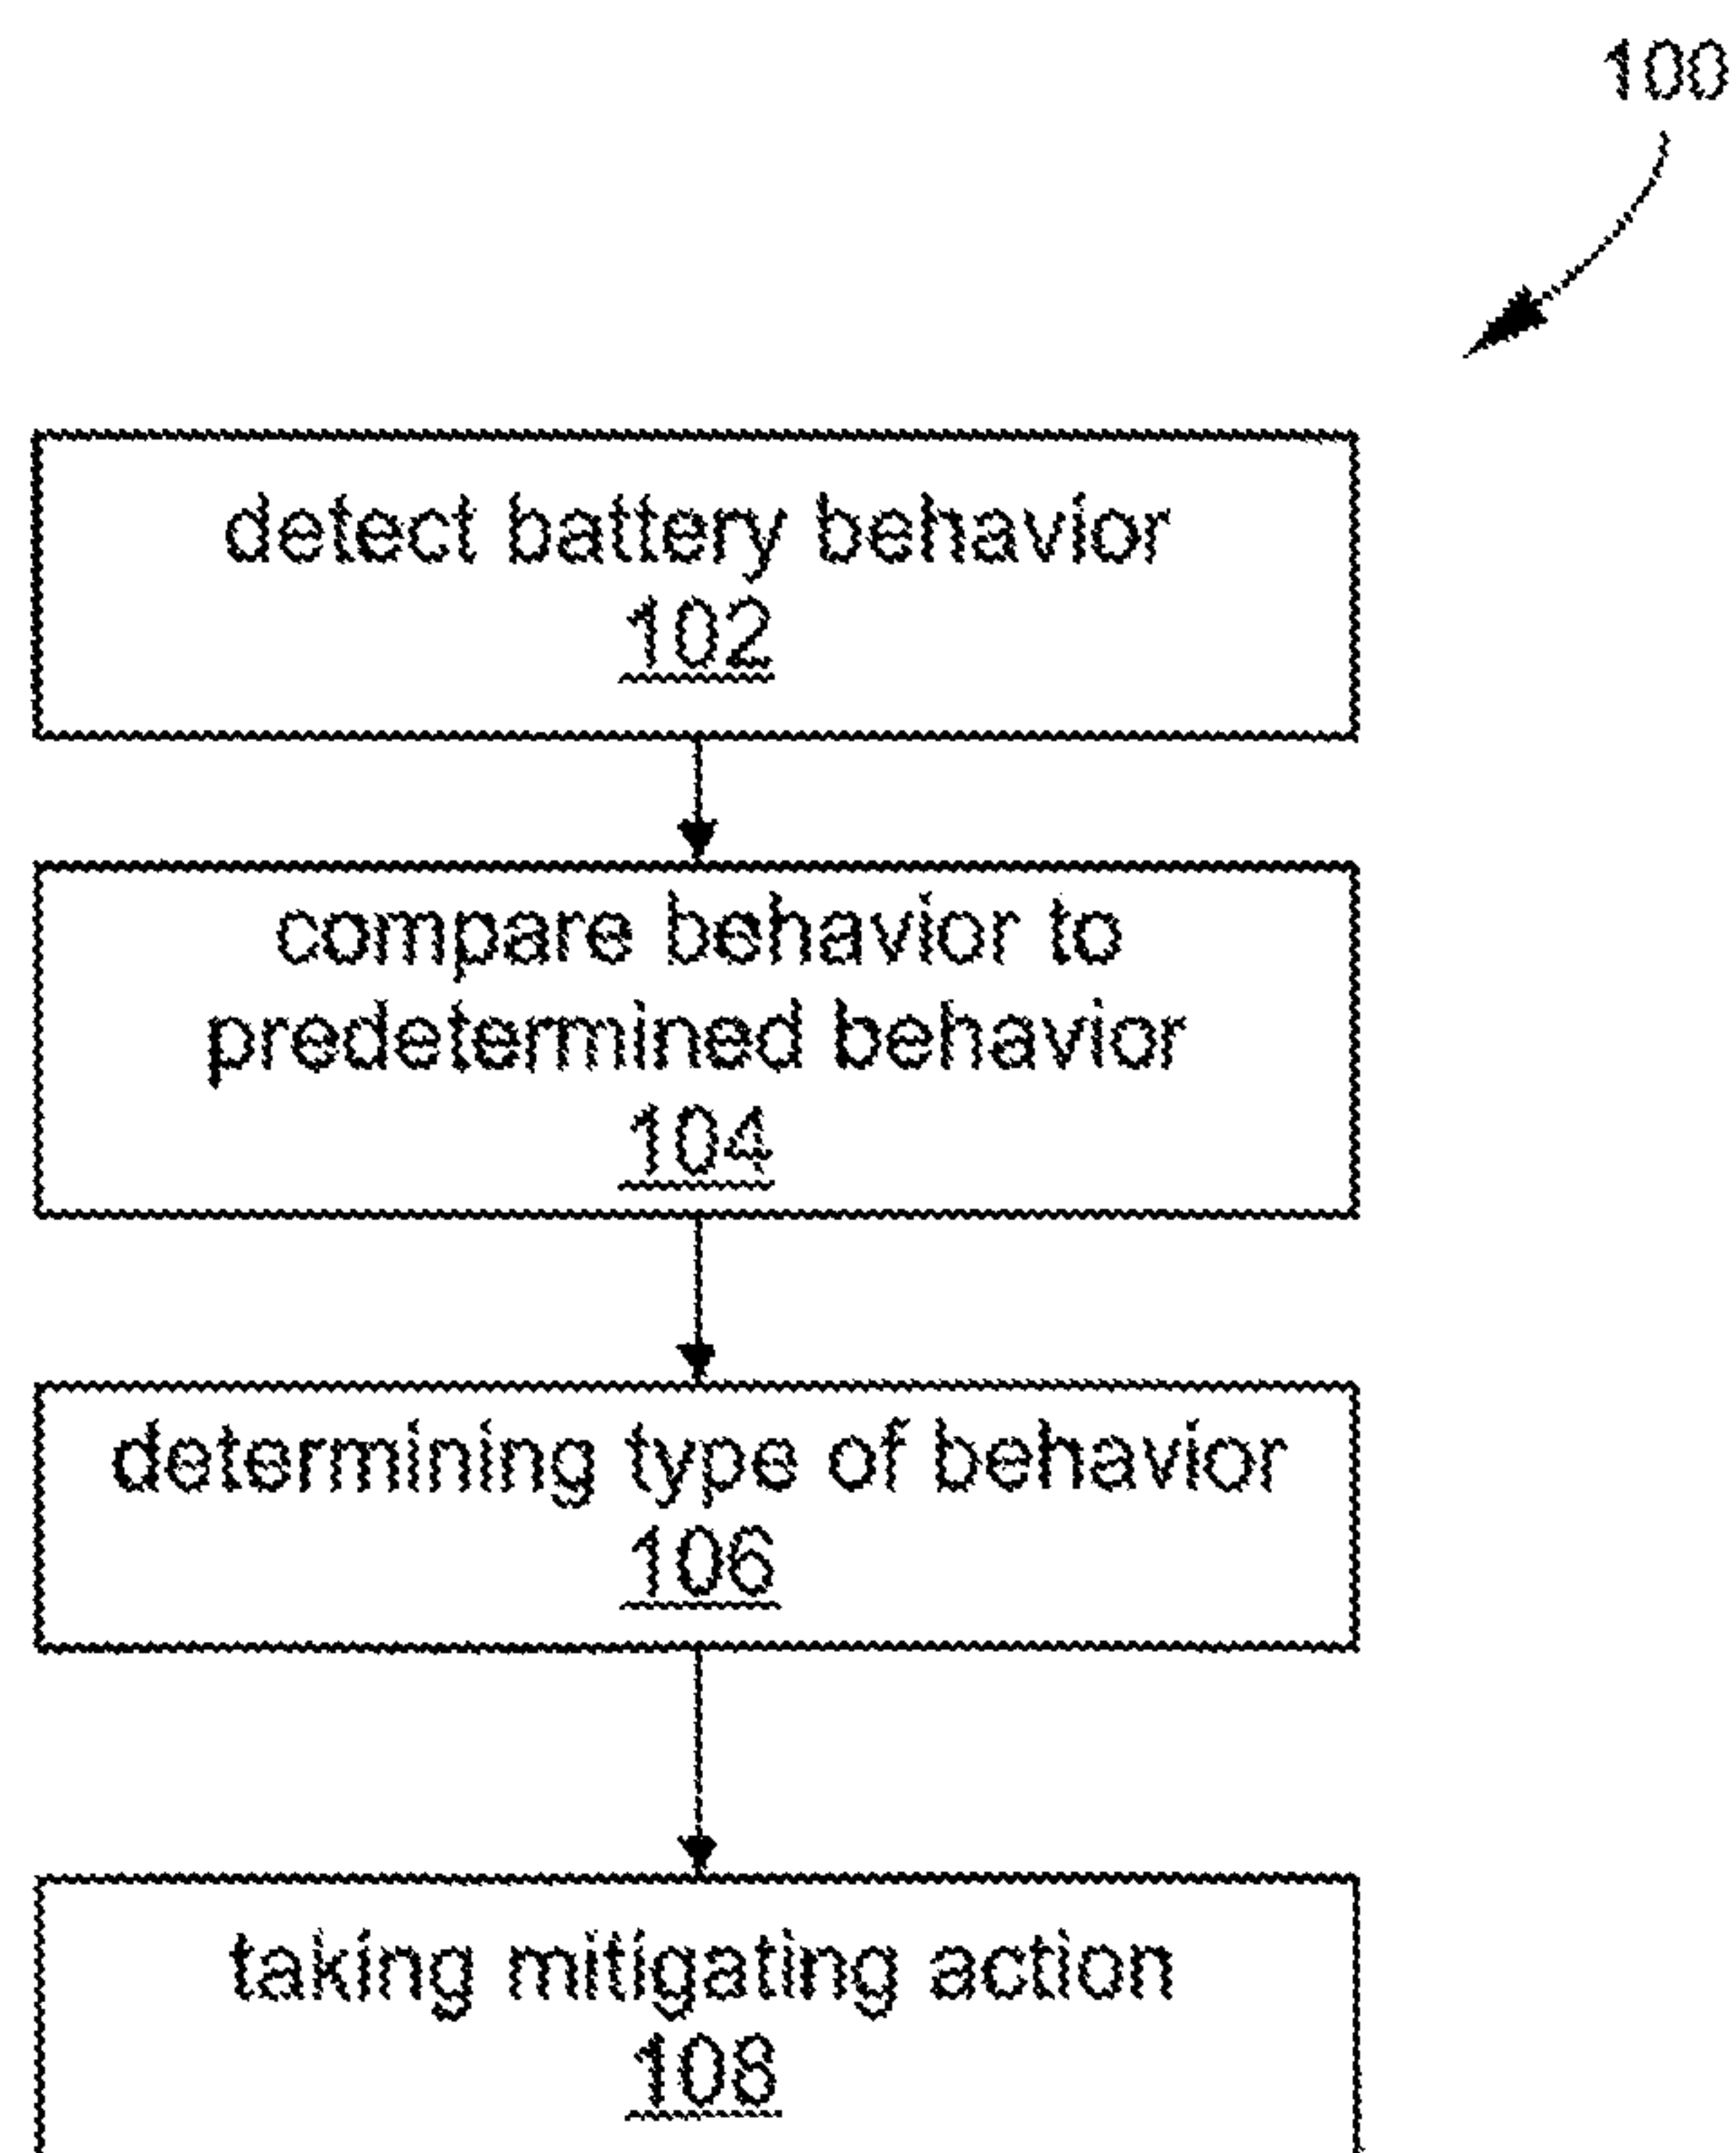 100
detect battery behavior
102
compare behavior to
predetermined behavior
104
determining type of behavior
106
taking mitigating action
108